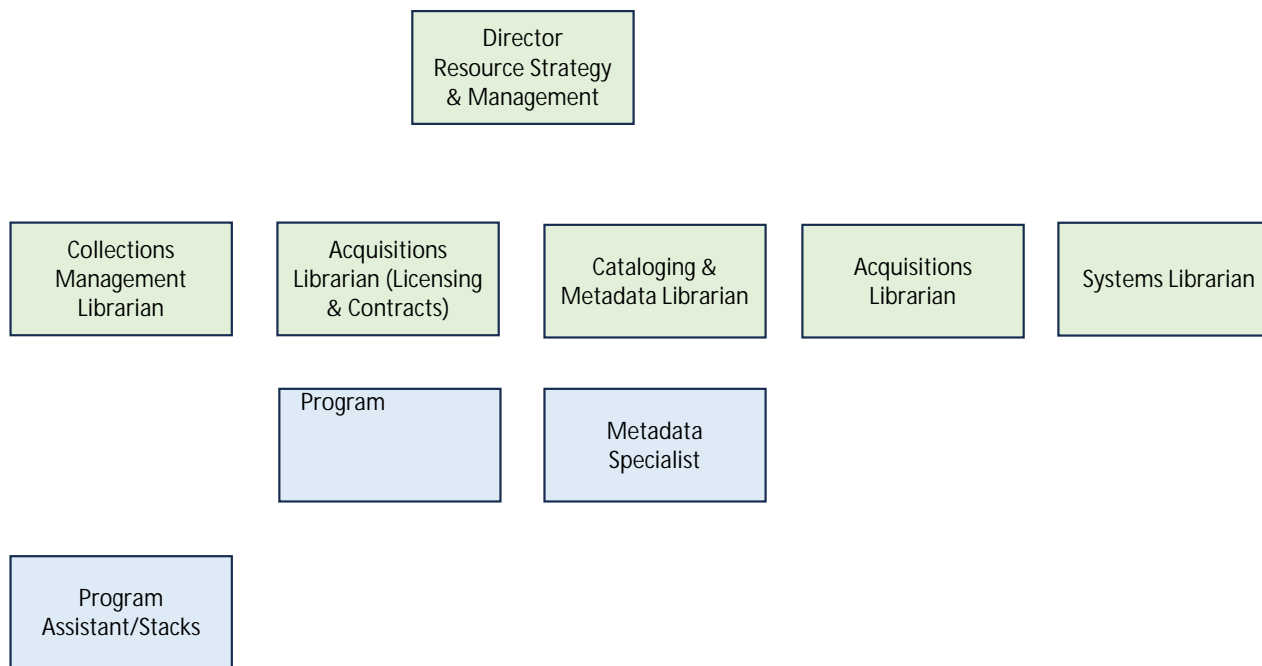 Director
Resource Strategy
& Management
Collections
Management
Librarian
Acquisitions
Librarian (Licensing
& Contracts)
Cataloging &
Metadata Librarian
Acquisitions
Librarian
Systems Librarian
Program
Metadata
Specialist
Program
Assistant/Stacks